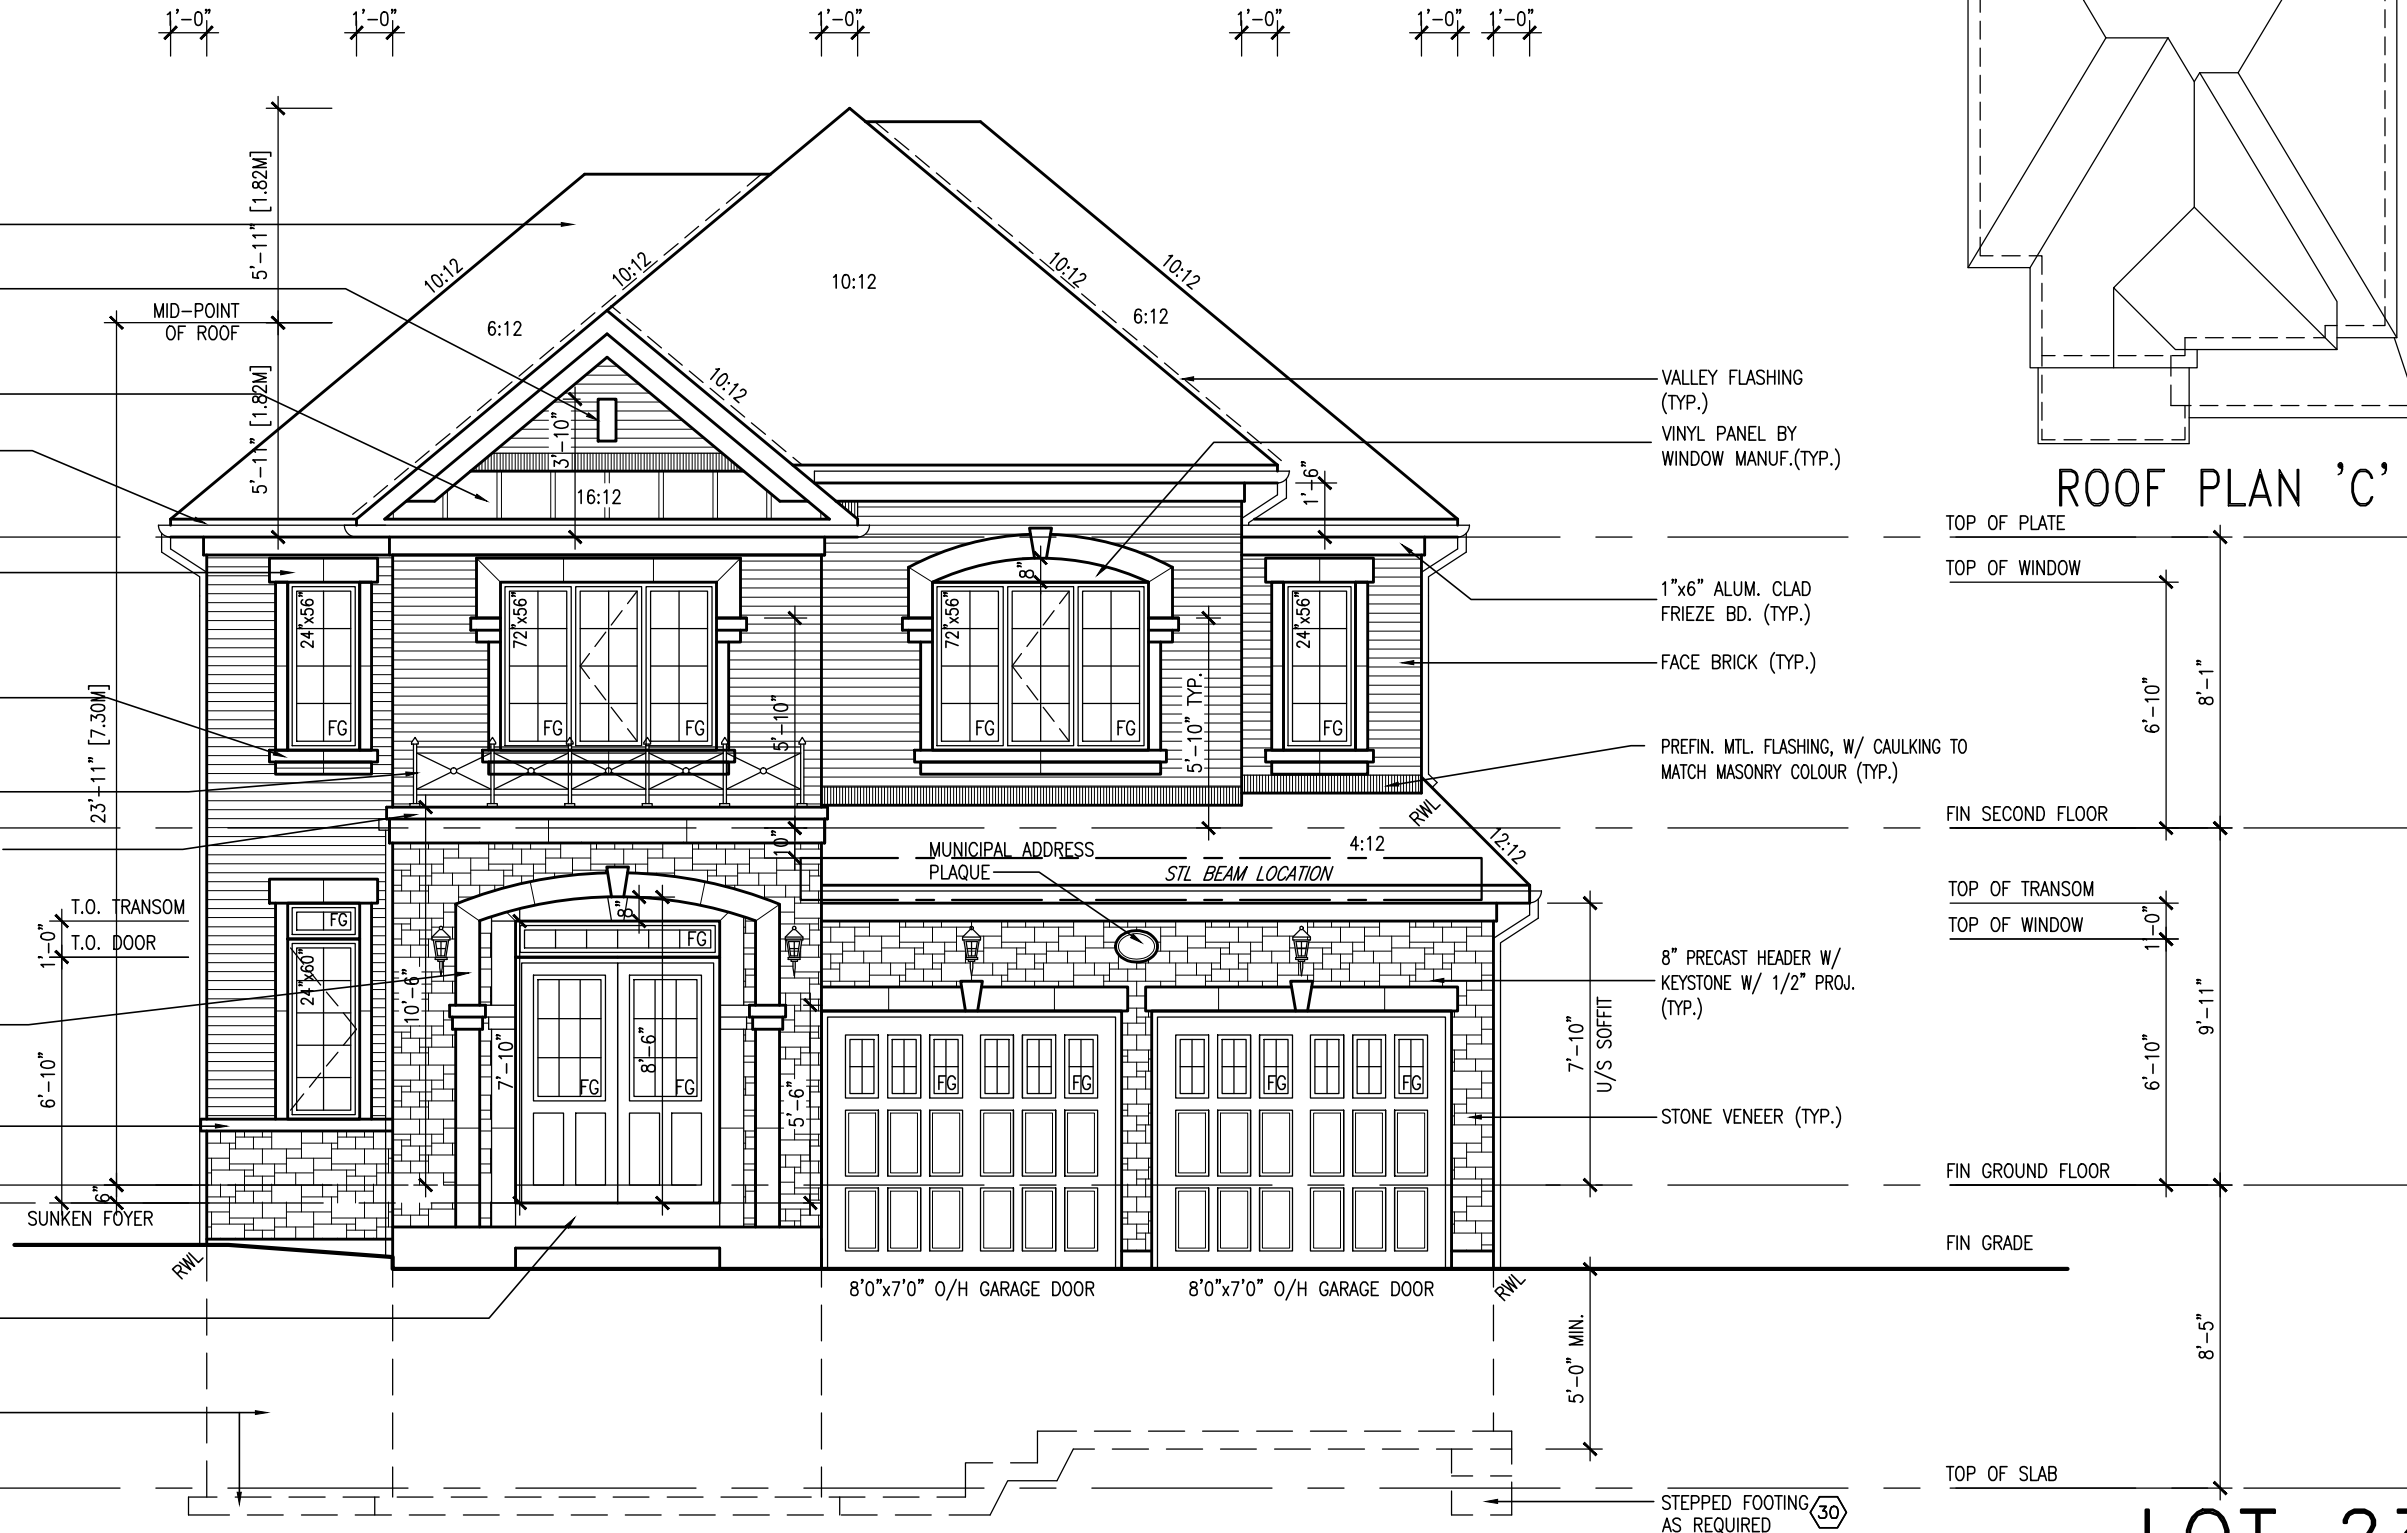 1'-0" 1'-0" 1'-0" 1'-0" 1'-0" 1'-0"
5'-11" [1.82M]
MID-POINT
OF ROOF
5'-11" [1.82M]
23'-11" [7.30M]
10:12
10:12
10:12
10:12
10:12
6:12
6:12
10:12
3'-10"
16:12
1'-6"
8"
24"x56"
72"x56"
72"x56"
24"x56"
FG
FG
FG
FG
FG
FG
5'-10"
5'-10" TYP.
10"
RWL
4:12
12:12
MUNICIPAL ADDRESS
PLAQUE
STL BEAM LOCATION
T.O. TRANSOM
T.O. DOOR
1'-0"
6'-10"
6"
SUNKEN FOYER
RWL
FG
24"x60"
10'-6"
8"
FG
7'-10"
8'-6"
FG
FG
5'-6"
FG
FG
FG
FG
8'0"x7'0" O/H GARAGE DOOR
8'0"x7'0" O/H GARAGE DOOR
RWL
7'-10"
U/S SOFFIT
5'-0" MIN.
VALLEY FLASHING
(TYP.)
VINYL PANEL BY
WINDOW MANUF.(TYP.)
1"x6" ALUM. CLAD
FRIEZE BD. (TYP.)
FACE BRICK (TYP.)
PREFIN. MTL. FLASHING, W/ CAULKING TO
MATCH MASONRY COLOUR (TYP.)
8" PRECAST HEADER W/
KEYSTONE W/ 1/2" PROJ.
(TYP.)
STONE VENEER (TYP.)
STEPPED FOOTING
AS REQUIRED
30
ROOF PLAN 'C'
TOP OF PLATE
TOP OF WINDOW
6'-10"
8'-1"
FIN SECOND FLOOR
TOP OF TRANSOM
TOP OF WINDOW
1'-0"
9'-11"
6'-10"
FIN GROUND FLOOR
FIN GRADE
8'-5"
TOP OF SLAB
LOT